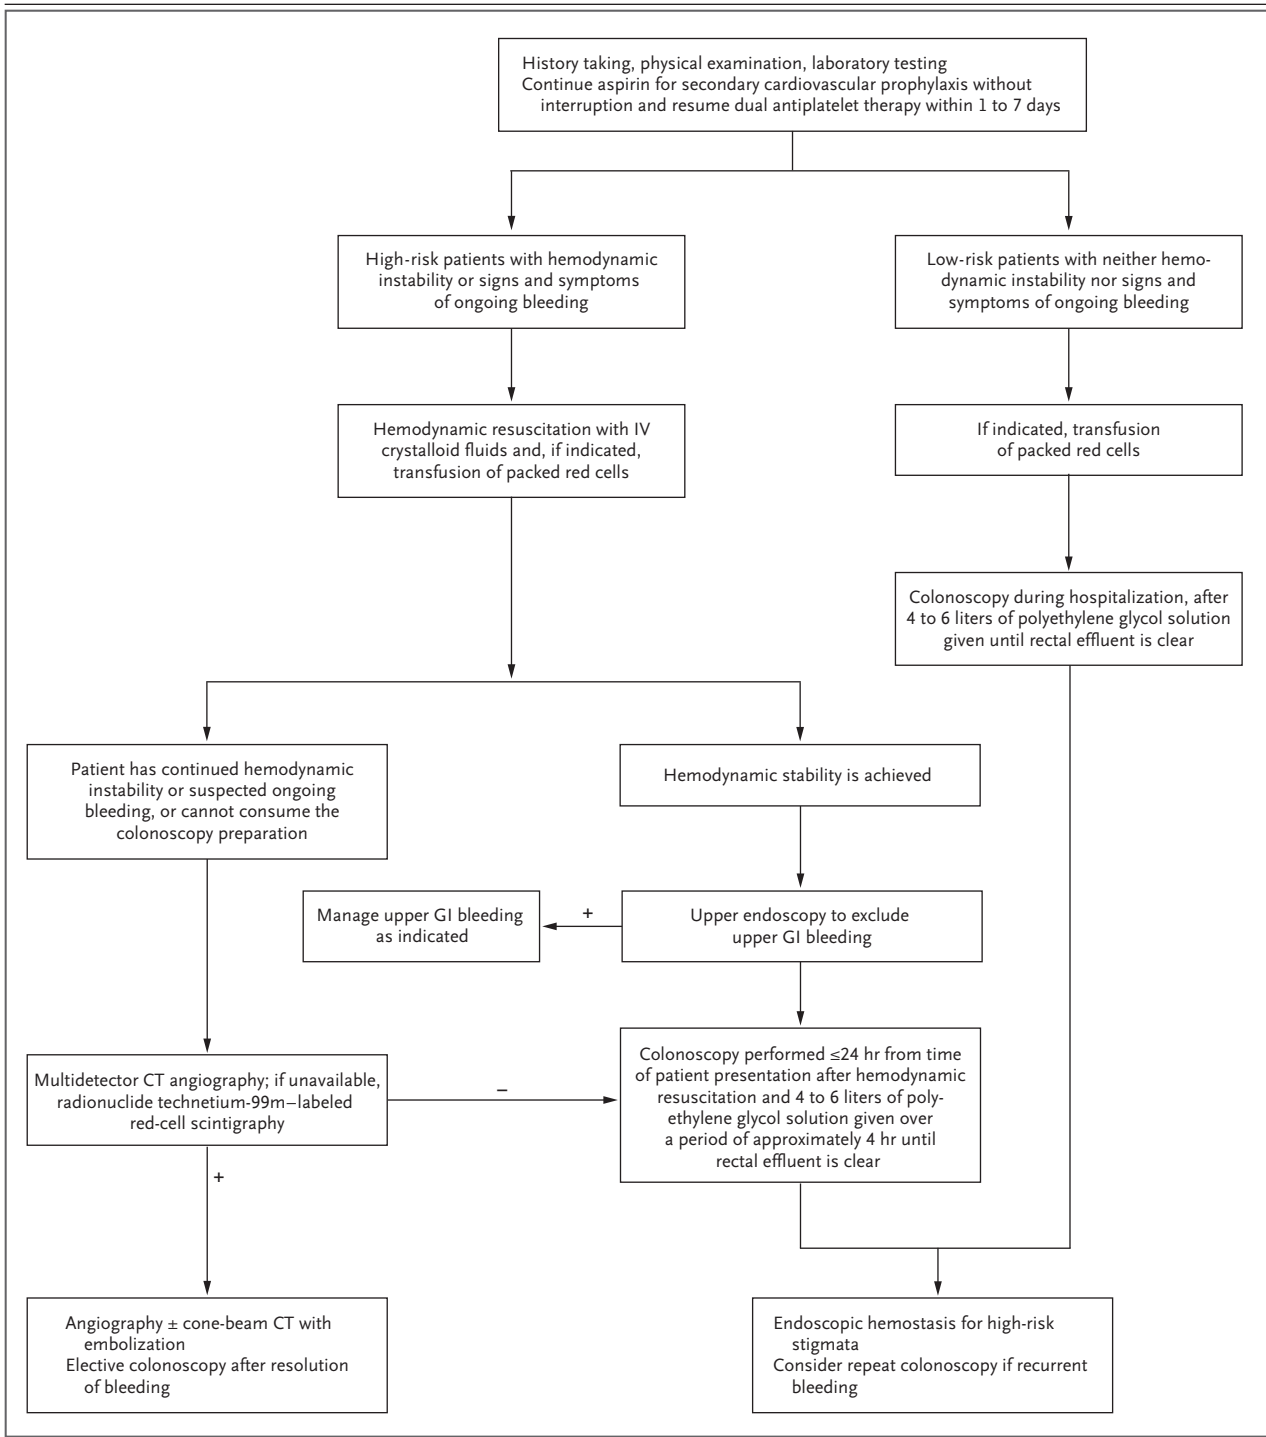 History taking, physical examination, laboratory testing
Continue aspirin for secondary cardiovascular prophylaxis without
interruption and resume dual antiplatelet therapy within 1 to 7 days
High-risk patients with hemodynamic
instability or signs and symptoms
of ongoing bleeding
Low-risk patients with neither hemo-
dynamic instability nor signs and
symptoms of ongoing bleeding
Hemodynamic resuscitation with IV
crystalloid fluids and, if indicated,
transfusion of packed red cells
If indicated, transfusion
of packed red cells
Colonoscopy during hospitalization, after
4 to 6 liters of polyethylene glycol solution
given until rectal effluent is clear
Patient has continued hemodynamic
instability or suspected ongoing
bleeding, or cannot consume the
colonoscopy preparation
Hemodynamic stability is achieved
Manage upper GI bleeding
as indicated
+
Upper endoscopy to exclude
upper GI bleeding
Multidetector CT angiography; if unavailable,
radionuclide technetium-99m–labeled
red-cell scintigraphy
–
Colonoscopy performed ≤24 hr from time
of patient presentation after hemodynamic
resuscitation and 4 to 6 liters of poly-
ethylene glycol solution given over
a period of approximately 4 hr until
rectal effluent is clear
+
Angiography ± cone-beam CT with
embolization
Elective colonoscopy after resolution
of bleeding
Endoscopic hemostasis for high-risk
stigmata
Consider repeat colonoscopy if recurrent
bleeding